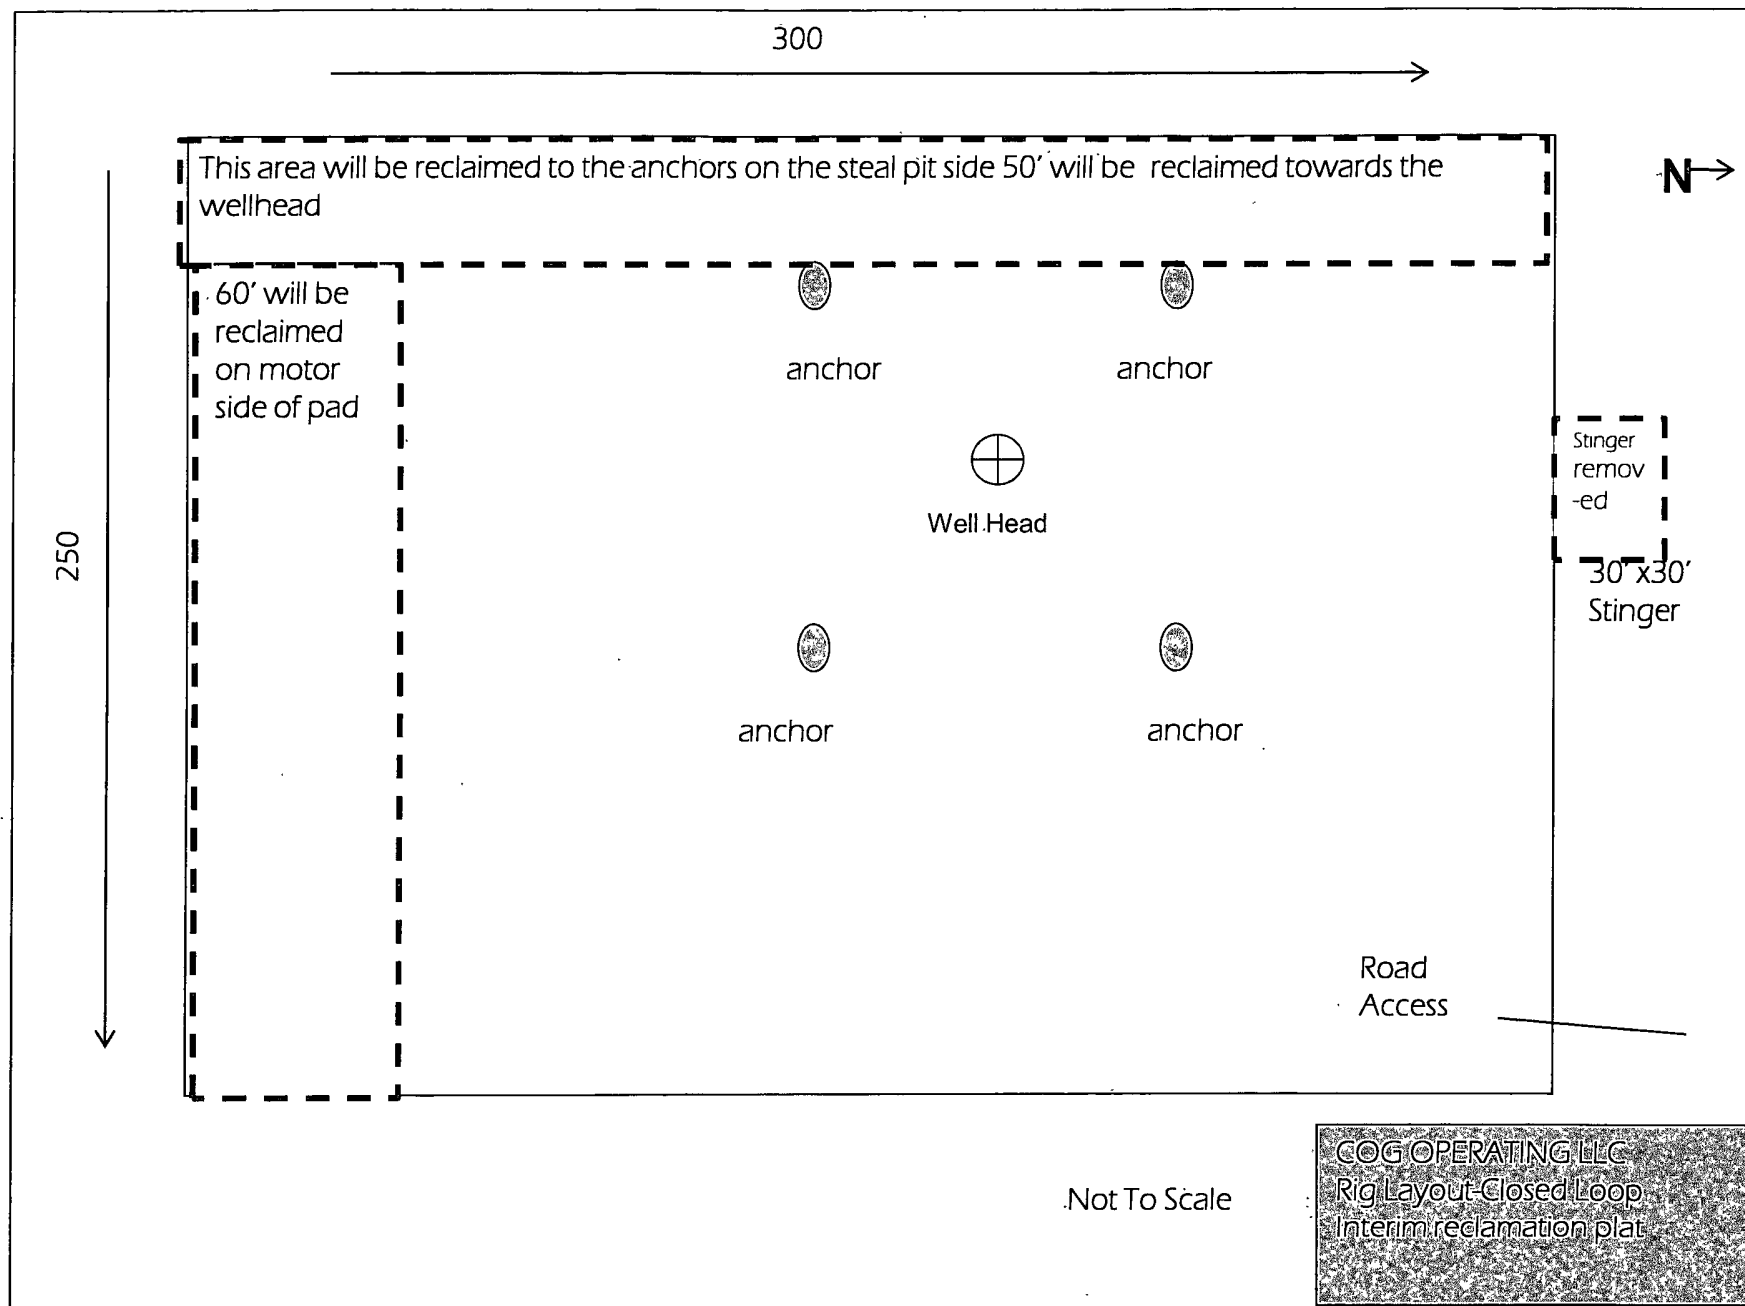 300
This area will be reclaimed to the anchors on the steal pit side 50' will be reclaimed towards the
wellhead
N
60' will be
reclaimed
on motor
side of pad
anchor
anchor
Stinger
remov
-ed
Well Head
250
30' x30'
Stinger
anchor
anchor
Road
Access
Not To Scale
COG OPERATING LLC
Rig Layout-Closed Loop
Interim reclamation plat